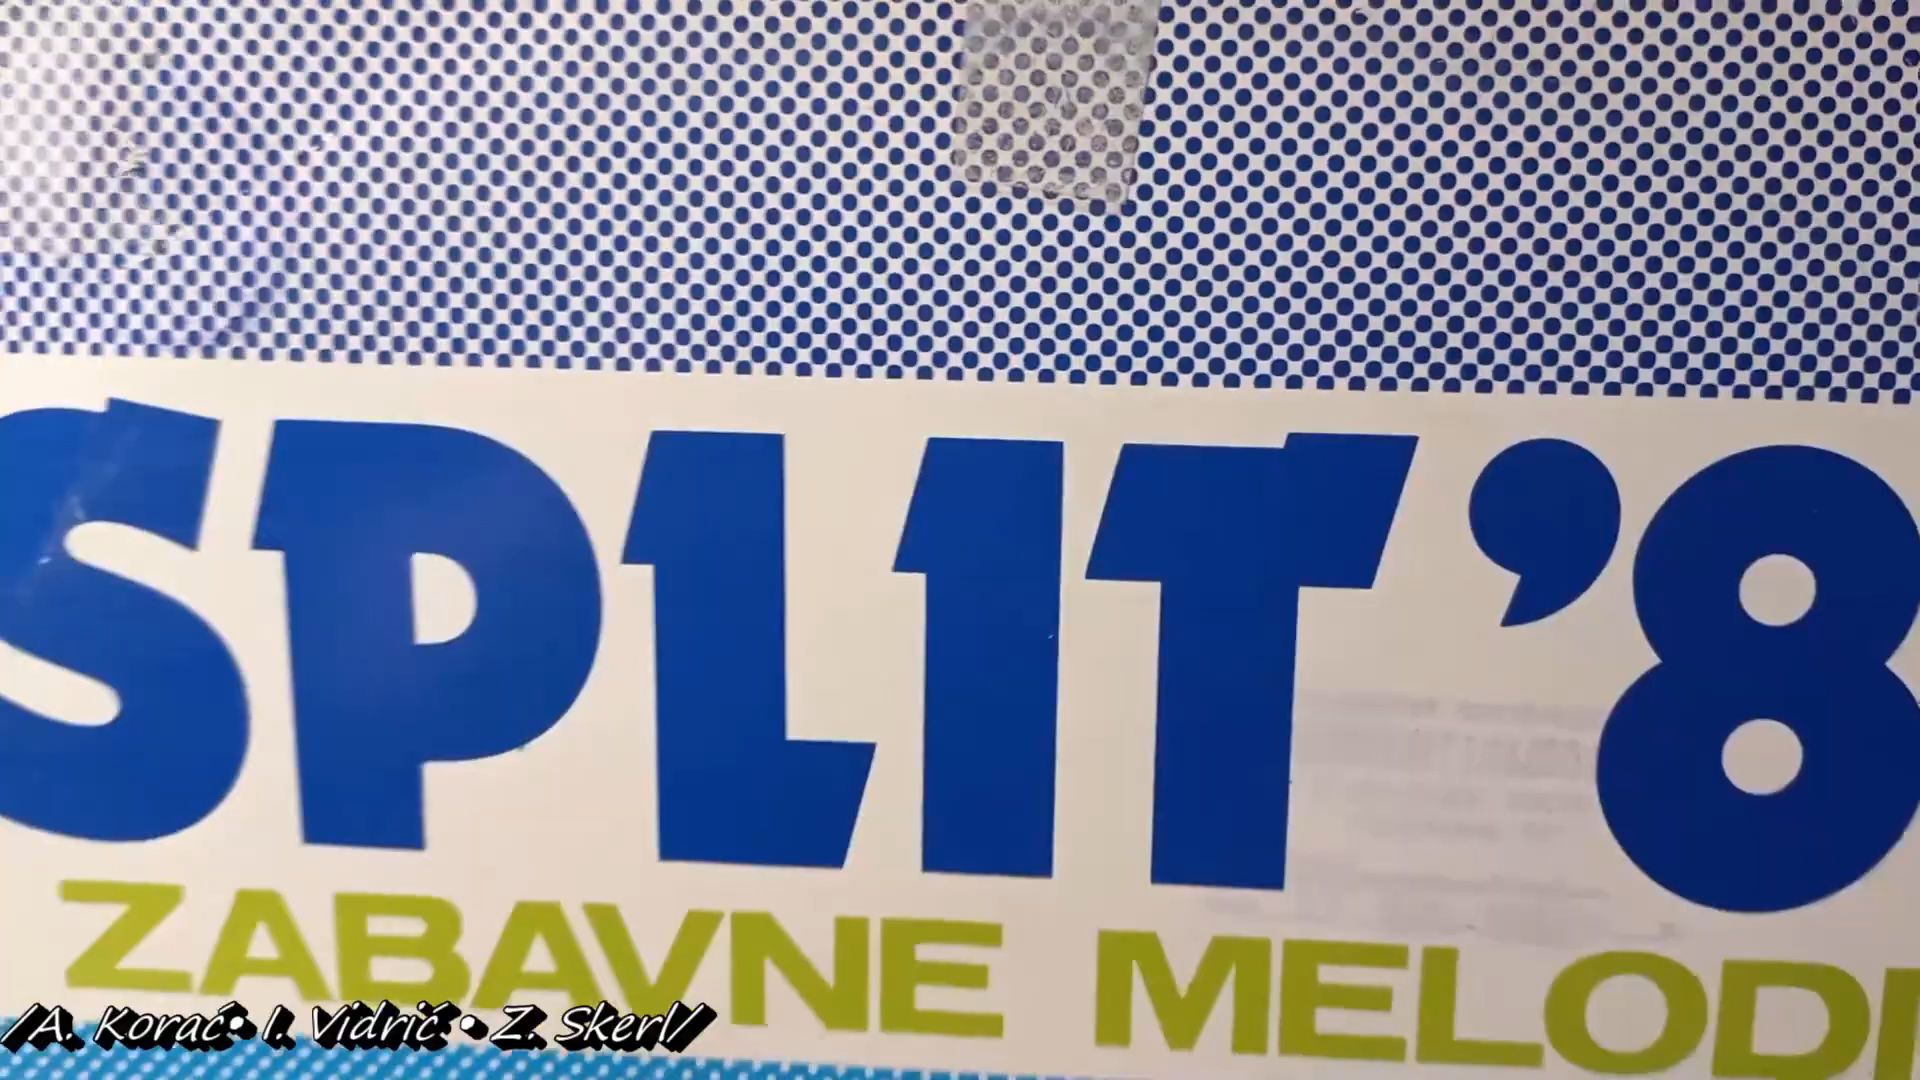 SPLIT '8
ZABAVNE MELODI
/A. Korać • I. Vidrić • Z. Skerl/